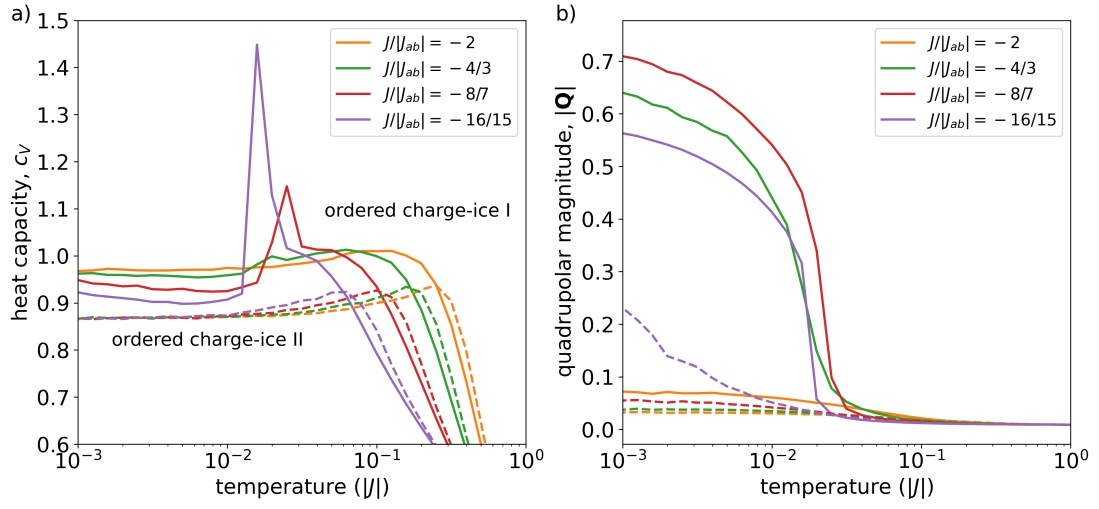 a)
heat capacity, c_V
1.5
1.4
1.3
1.2
1.1
1.0
0.9
0.8
0.7
0.6
J/|J_ab| = −2
J/|J_ab| = −4/3
J/|J_ab| = −8/7
J/|J_ab| = −16/15
ordered charge-ice I
ordered charge-ice II
10⁻³ 10⁻² 10⁻¹ 10⁰
temperature (|J|)
b)
quadrupolar magnitude, |Q|
0.7
0.6
0.5
0.4
0.3
0.2
0.1
0.0
J/|J_ab| = −2
J/|J_ab| = −4/3
J/|J_ab| = −8/7
J/|J_ab| = −16/15
10⁻³ 10⁻² 10⁻¹ 10⁰
temperature (|J|)